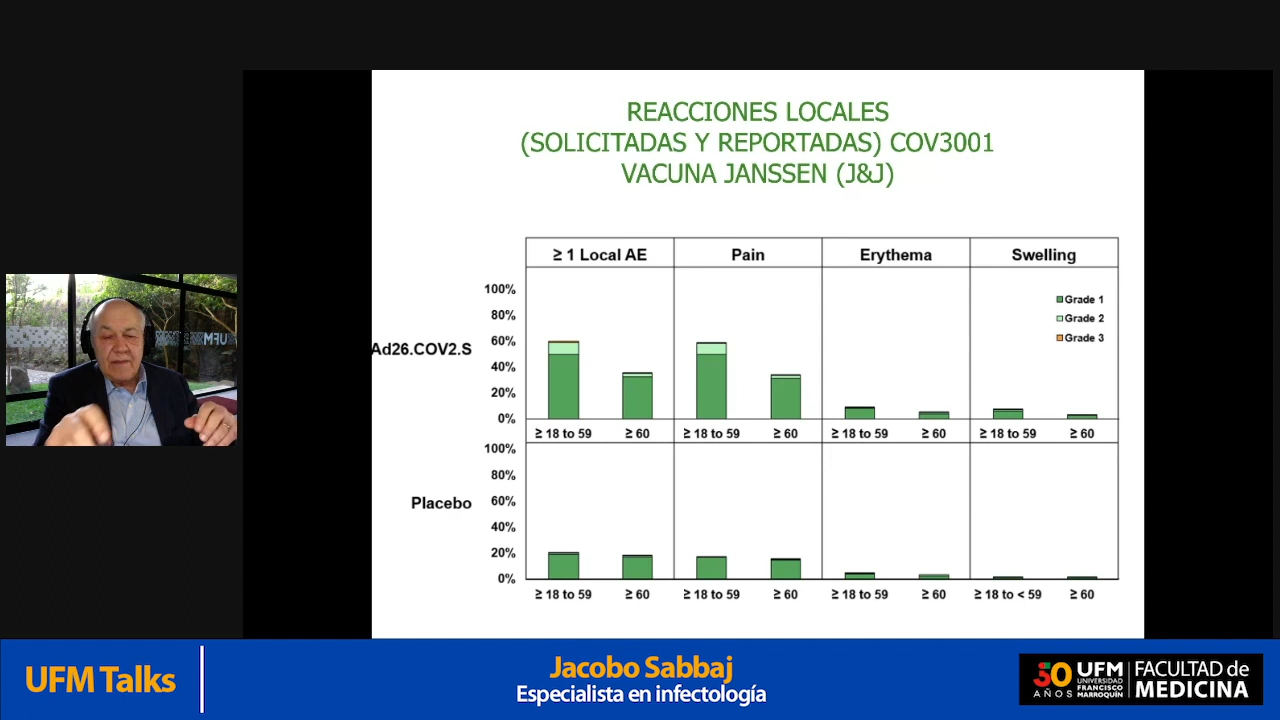 REACCIONES LOCALES
(SOLICITADAS Y REPORTADAS) COV3001
VACUNA JANSSEN (J&J)
≥ 1 Local AE Pain Erythema Swelling
Ad26.COV2.S
100%
80%
60%
40%
20%
0%
Grade 1
Grade 2
Grade 3
≥ 18 to 59 ≥ 60 ≥ 18 to 59 ≥ 60 ≥ 18 to 59 ≥ 60 ≥ 18 to 59 ≥ 60
Placebo
100%
80%
60%
40%
20%
0%
≥ 18 to 59 ≥ 60 ≥ 18 to 59 ≥ 60 ≥ 18 to 59 ≥ 60 ≥ 18 to < 59 ≥ 60
UFM
UFM Talks
Jacobo Sabbaj
Especialista en infectología
50
AÑOS
UFM
UNIVERSIDAD
FRANCISCO
MARROQUÍN
FACULTAD de
MEDICINA